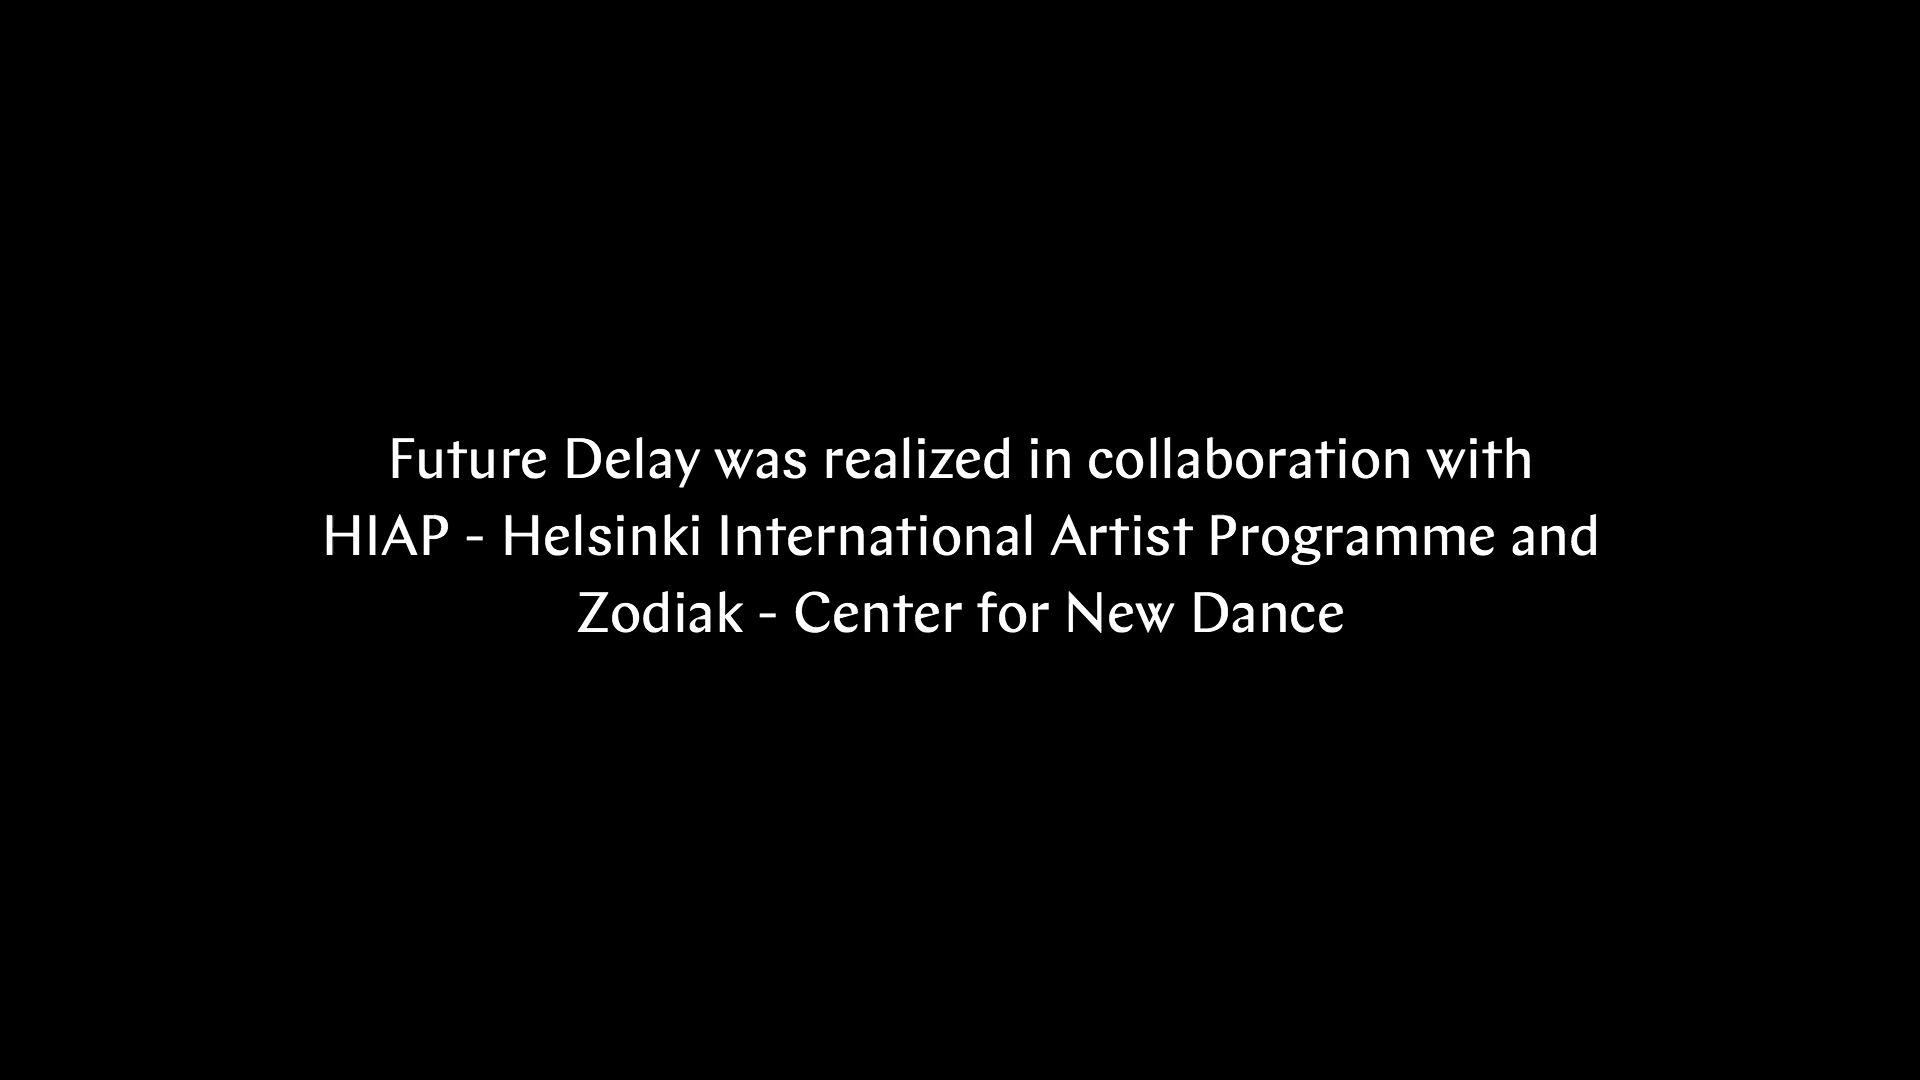 Future Delay was realized in collaboration with
HIAP - Helsinki International Artist Programme and
Zodiak - Center for New Dance